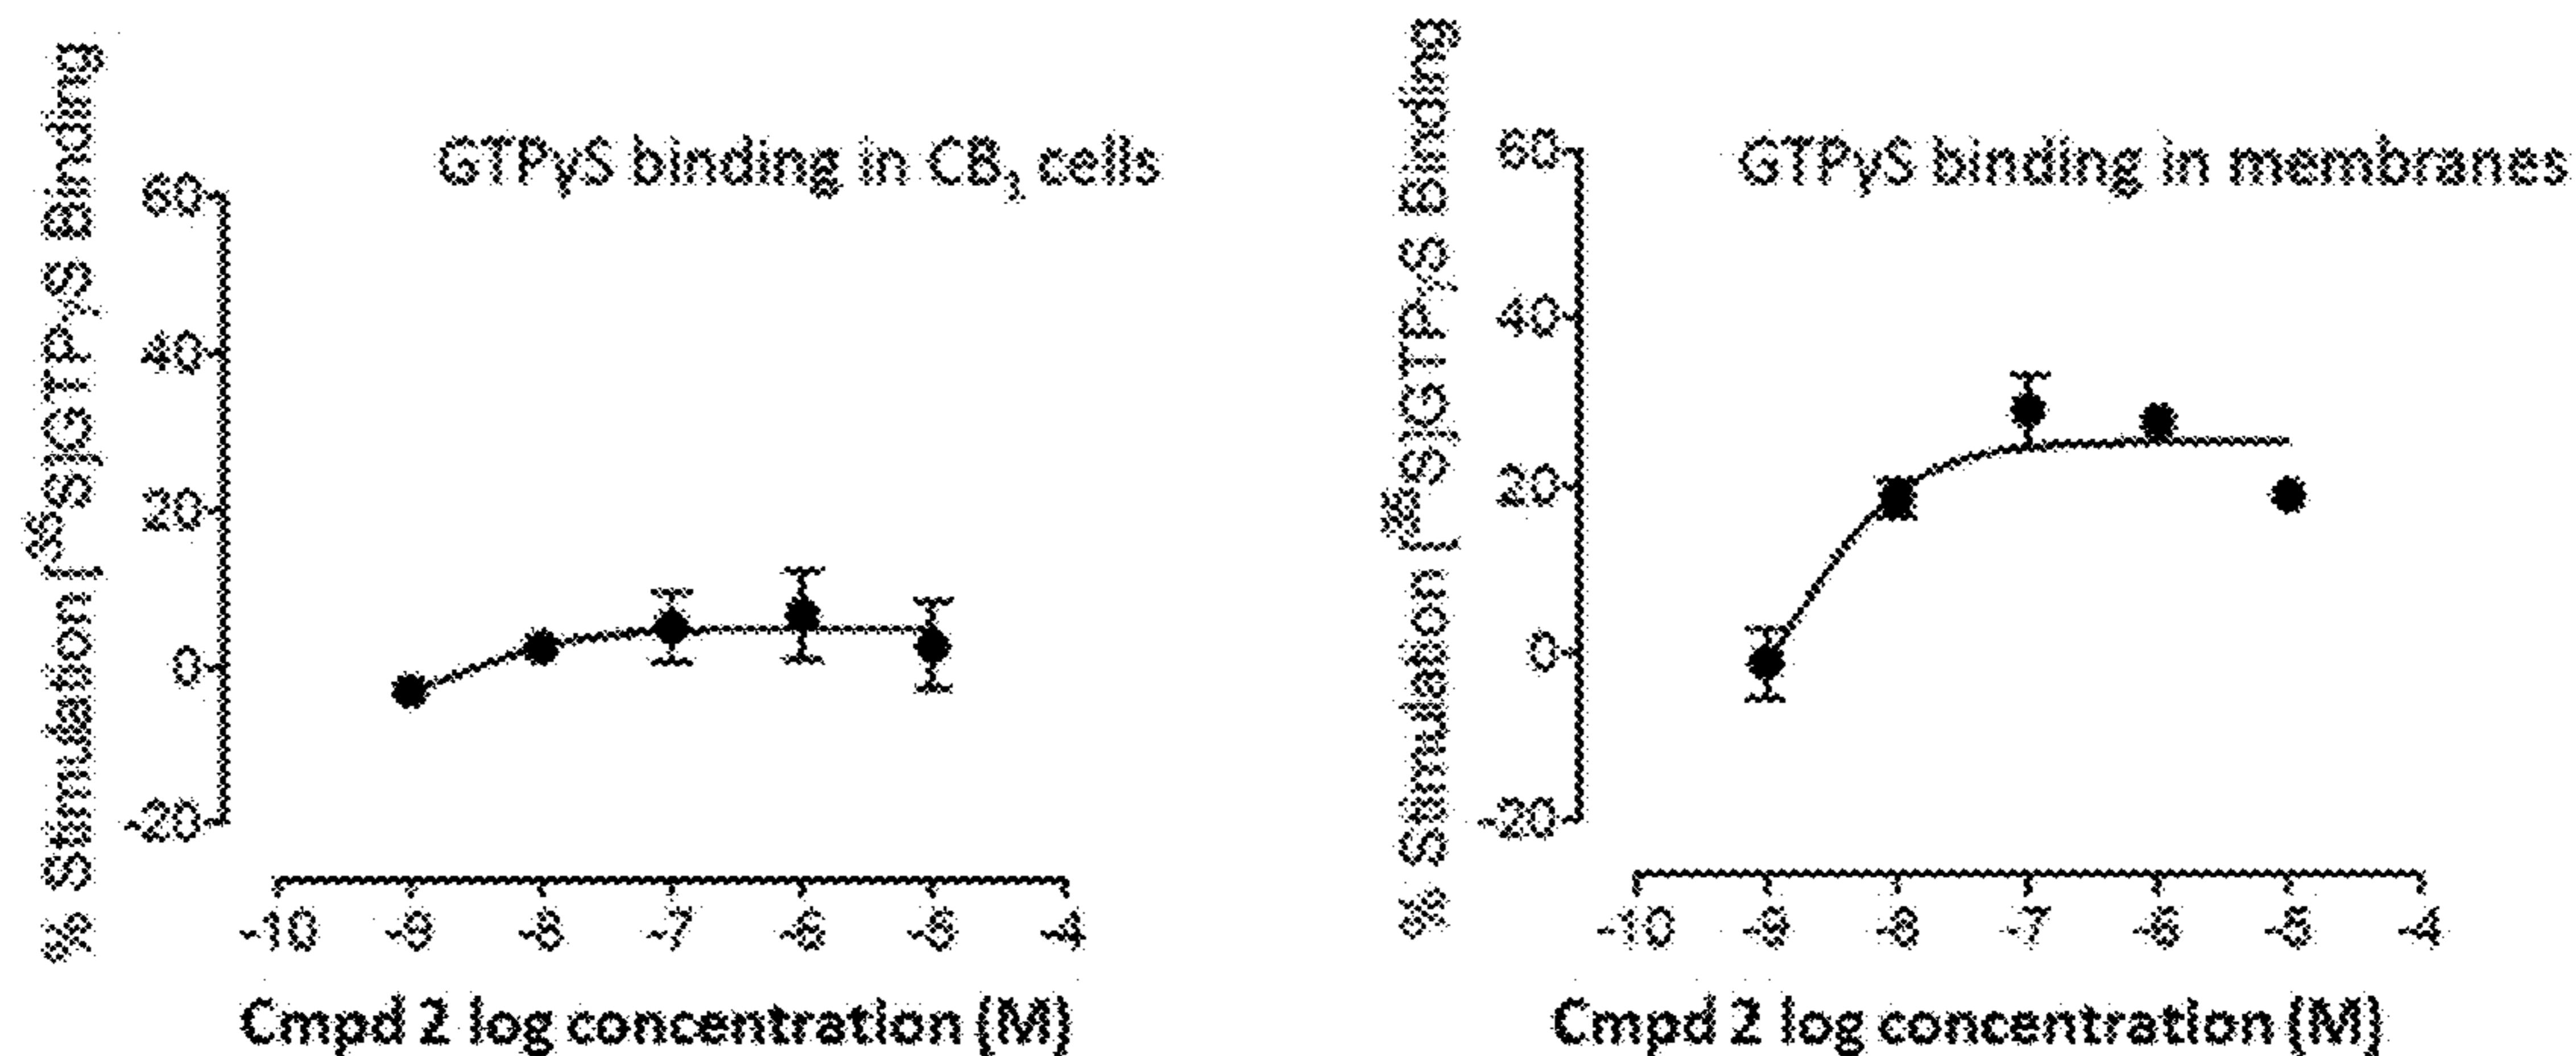 % Stimulation [³⁵S]GTPγS Binding
GTPγS binding in CB₁ cells
60
40
20
0
-20
-10 -9 -8 -7 -6 -5 -4
Cmpd 2 log concentration (M)
% Stimulation [³⁵S]GTPγS Binding
GTPγS binding in membranes
60
40
20
0
-20
-10 -9 -8 -7 -6 -5 -4
Cmpd 2 log concentration (M)